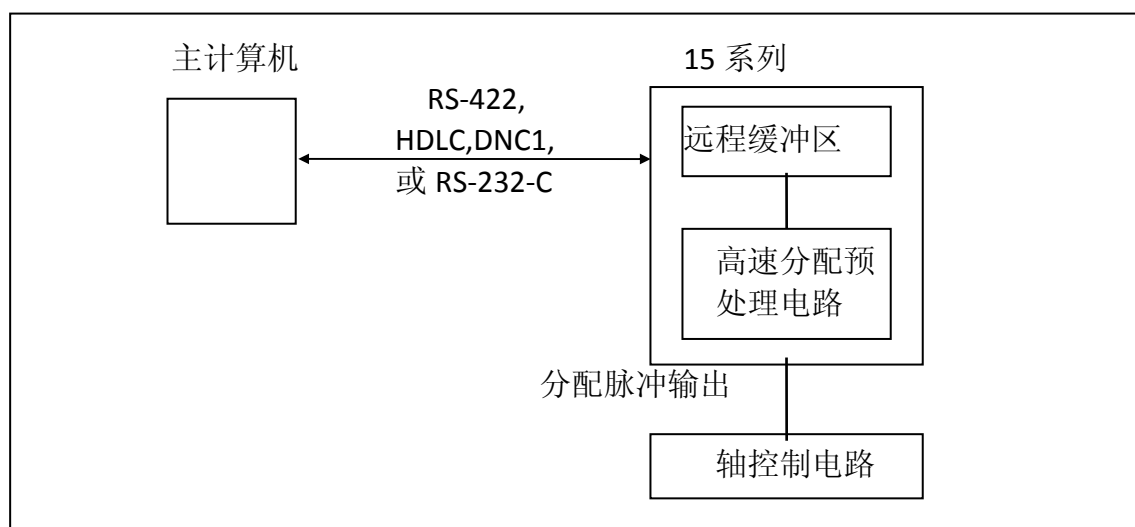 主计算机
15 系列
RS-422,
HDLC,DNC1,
或 RS-232-C
远程缓冲区
高速分配预
处理电路
分配脉冲输出
轴控制电路